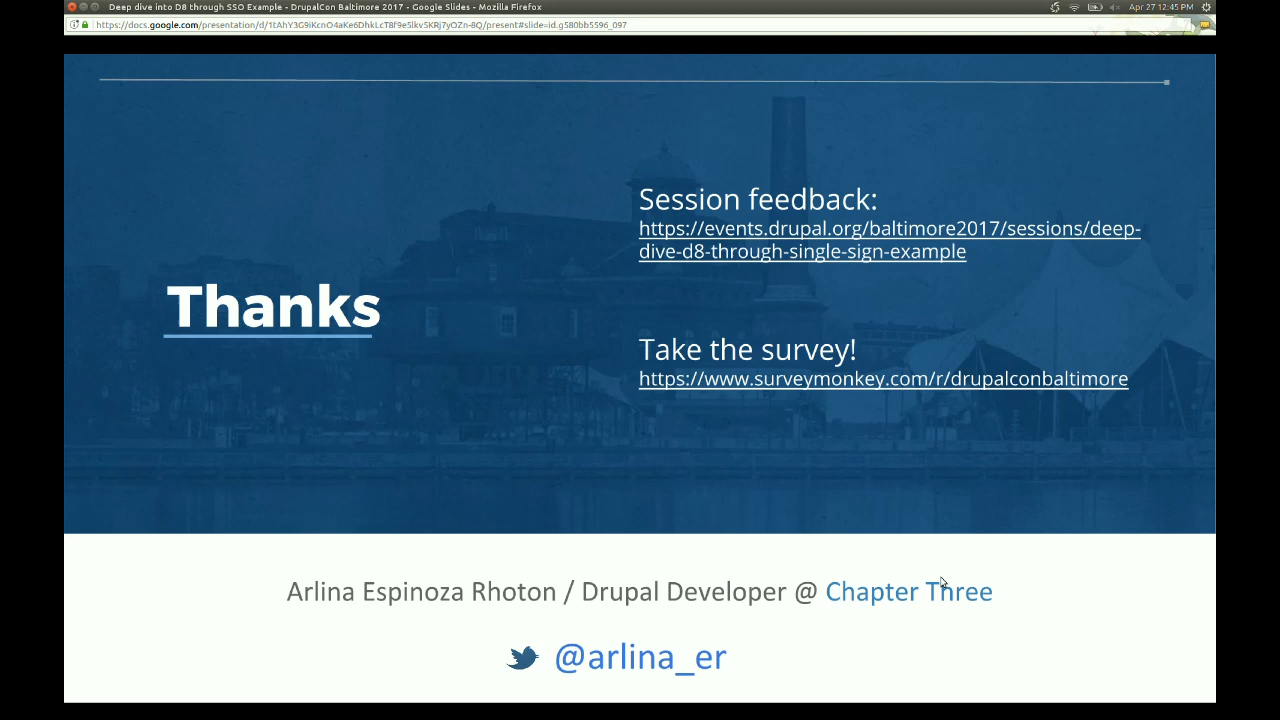 Deep dive into D8 through SSO Example - DrupalCon Baltimore 2017 - Google Slides - Mozilla Firefox
Apr 27 12:45 PM
Session feedback:
https://events.drupal.org/baltimore2017/sessions/deep-
dive-d8-through-single-sign-example
Thanks
Take the survey!
https://www.surveymonkey.com/r/drupalconbaltimore
Arlina Espinoza Rhoton / Drupal Developer @ Chapter Three
@arlina_er